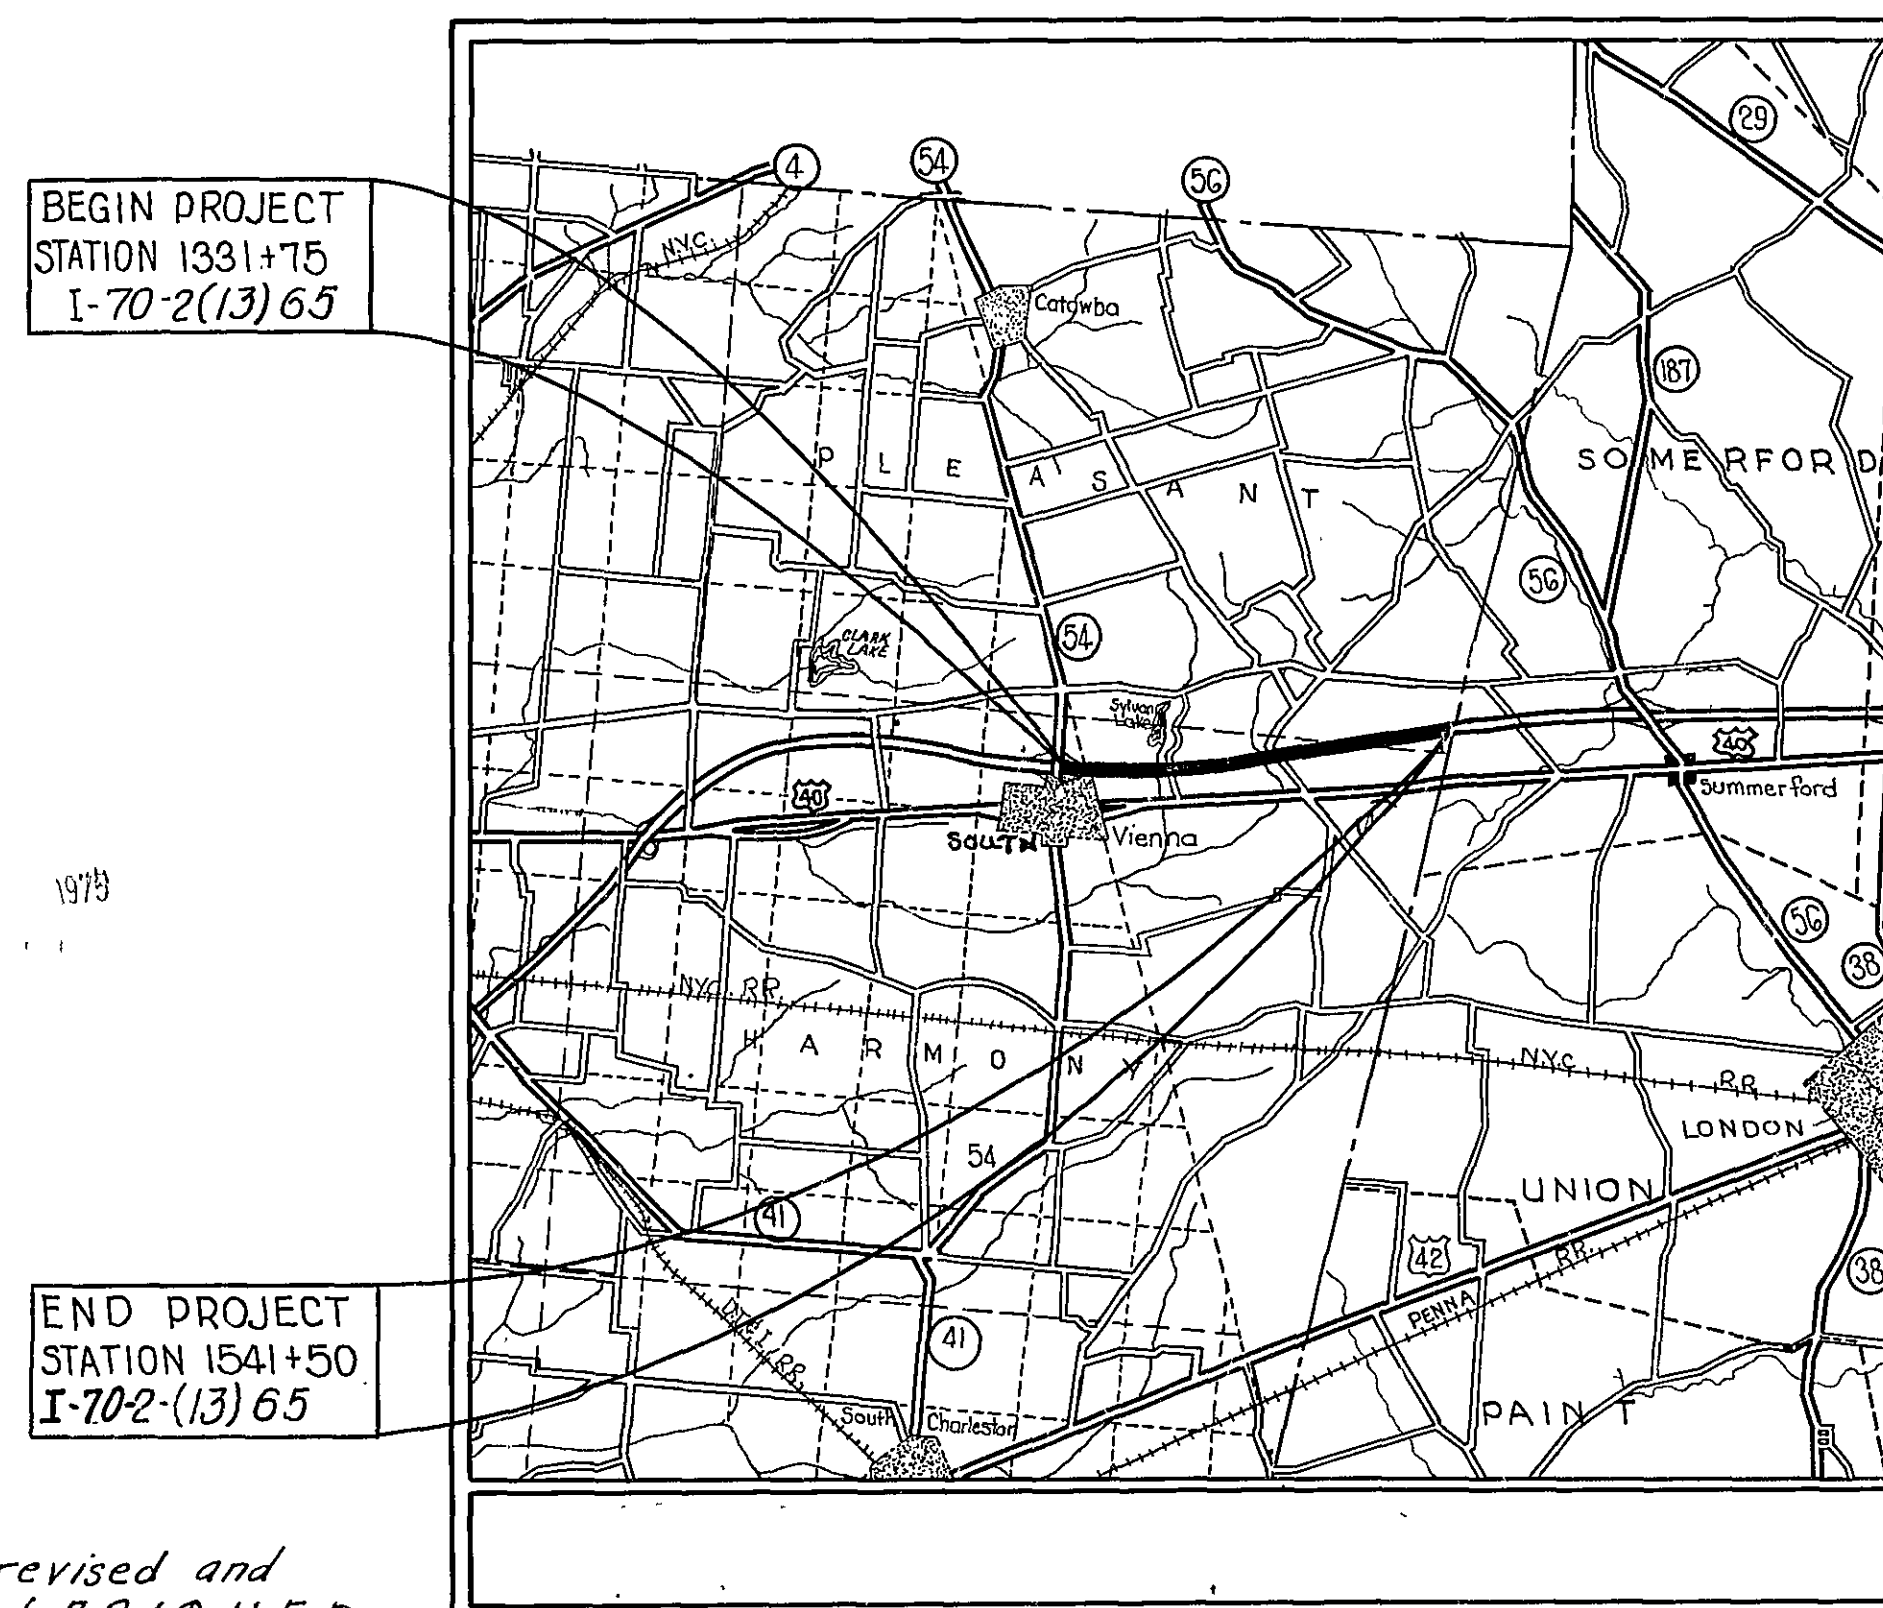 BEGIN PROJECT
STATION 1331+75
I-70-2(13)65
4
54
56
29
N.Y.C.
Catawba
187
PLEASANT
SOMERFORD
56
CLARK
LAKE
54
Sylvan
Lake
40
40
Summerford
SOUTH Vienna
56
38
NYC. RR.
HARMONY
N.Y.C. RR.
LONDON
54
UNION
41
42
RR.
PENNA
38
END PROJECT
STATION 1541+50
I-70-2-(13)65
D.T.& I. RR.
41
South Charleston
PAINT
revised and